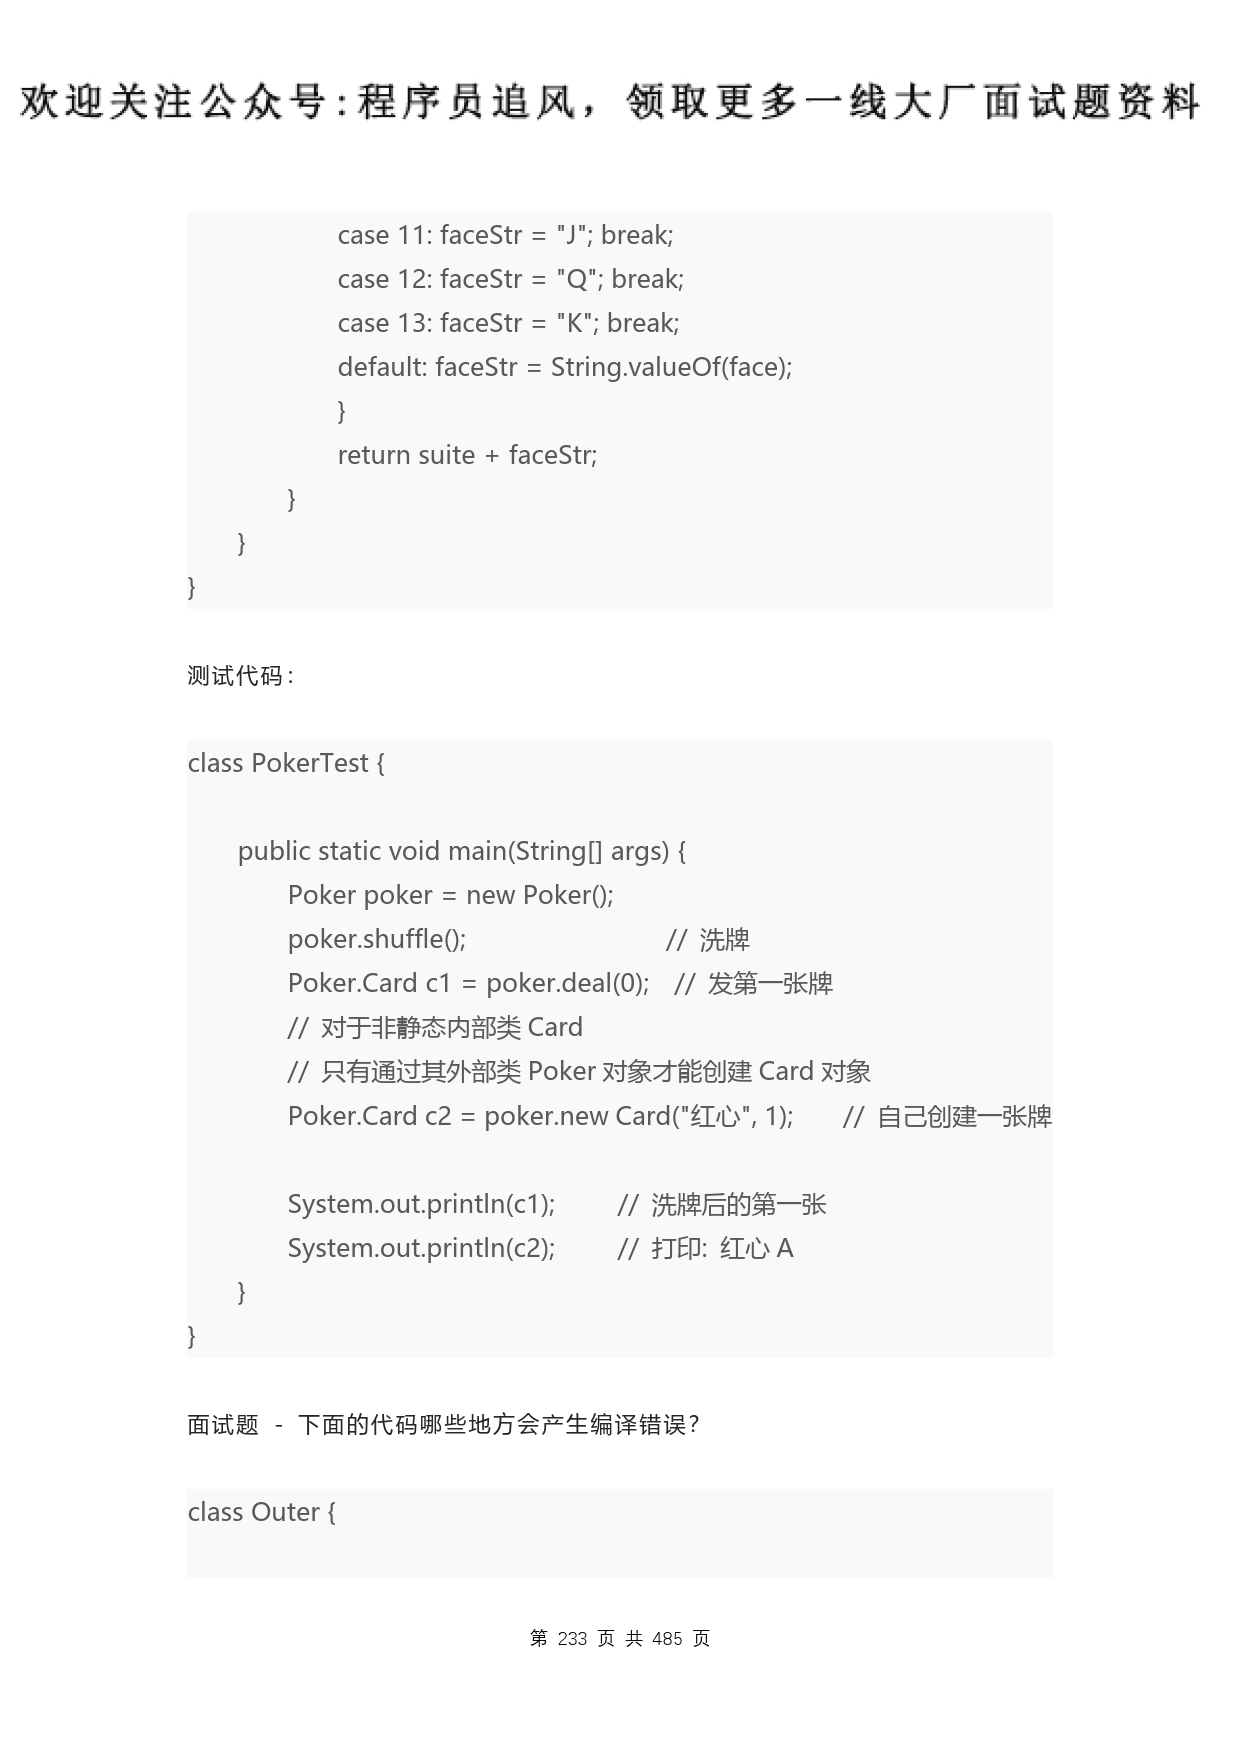 欢迎关注公众号:程序员追风，领取更多一线大厂面试题资料
case 11: faceStr = "J"; break;
case 12: faceStr = "Q"; break;
case 13: faceStr = "K"; break;
default: faceStr = String.valueOf(face);
}
return suite + faceStr;
}
}
}
测试代码:
class PokerTest {
public static void main(String[] args) {
Poker poker = new Poker();
poker.shuffle(); // 洗牌
Poker.Card c1 = poker.deal(0); // 发第一张牌
// 对于非静态内部类 Card
// 只有通过其外部类 Poker 对象才能创建 Card 对象
Poker.Card c2 = poker.new Card("红心", 1); // 自己创建一张牌
System.out.println(c1); // 洗牌后的第一张
System.out.println(c2); // 打印: 红心 A
}
}
面试题 - 下面的代码哪些地方会产生编译错误?
class Outer {
第 233 页 共 485 页